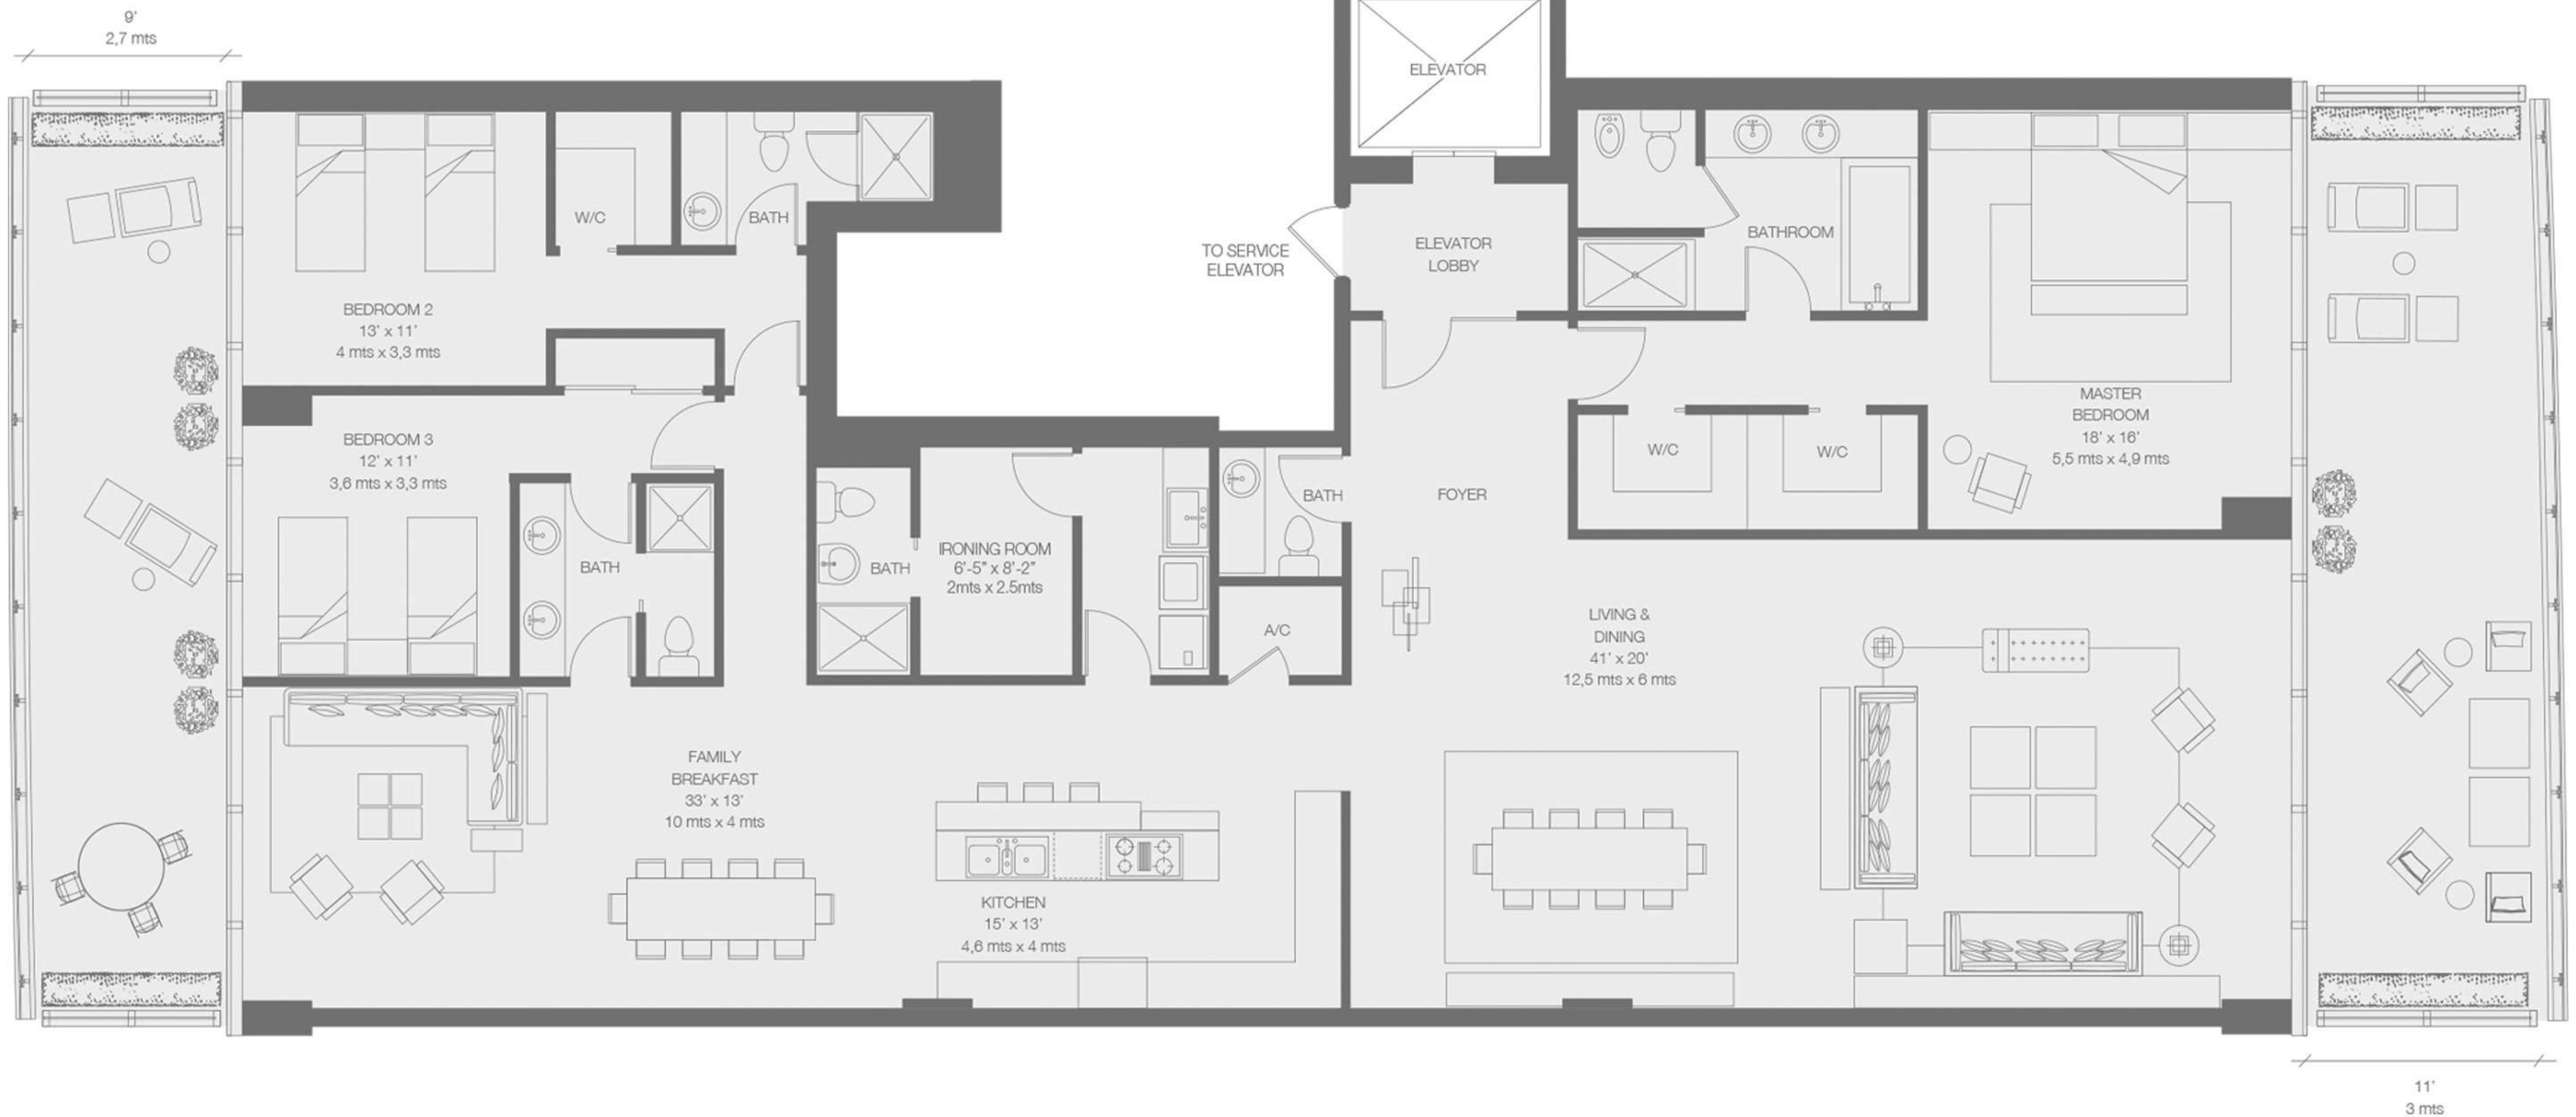 9'
2,7 mts
ELEVATOR
W/C
BATH
TO SERVICE
ELEVATOR
ELEVATOR
LOBBY
BATHROOM
BEDROOM 2
13' x 11'
4 mts x 3,3 mts
MASTER
BEDROOM
18' x 16'
5,5 mts x 4,9 mts
BEDROOM 3
12' x 11'
3,6 mts x 3,3 mts
W/C
W/C
BATH
FOYER
BATH
BATH
IRONING ROOM
6'-5" x 8'-2"
2mts x 2.5mts
A/C
LIVING &
DINING
41' x 20'
12,5 mts x 6 mts
FAMILY
BREAKFAST
33' x 13'
10 mts x 4 mts
KITCHEN
15' x 13'
4,6 mts x 4 mts
11'
3 mts